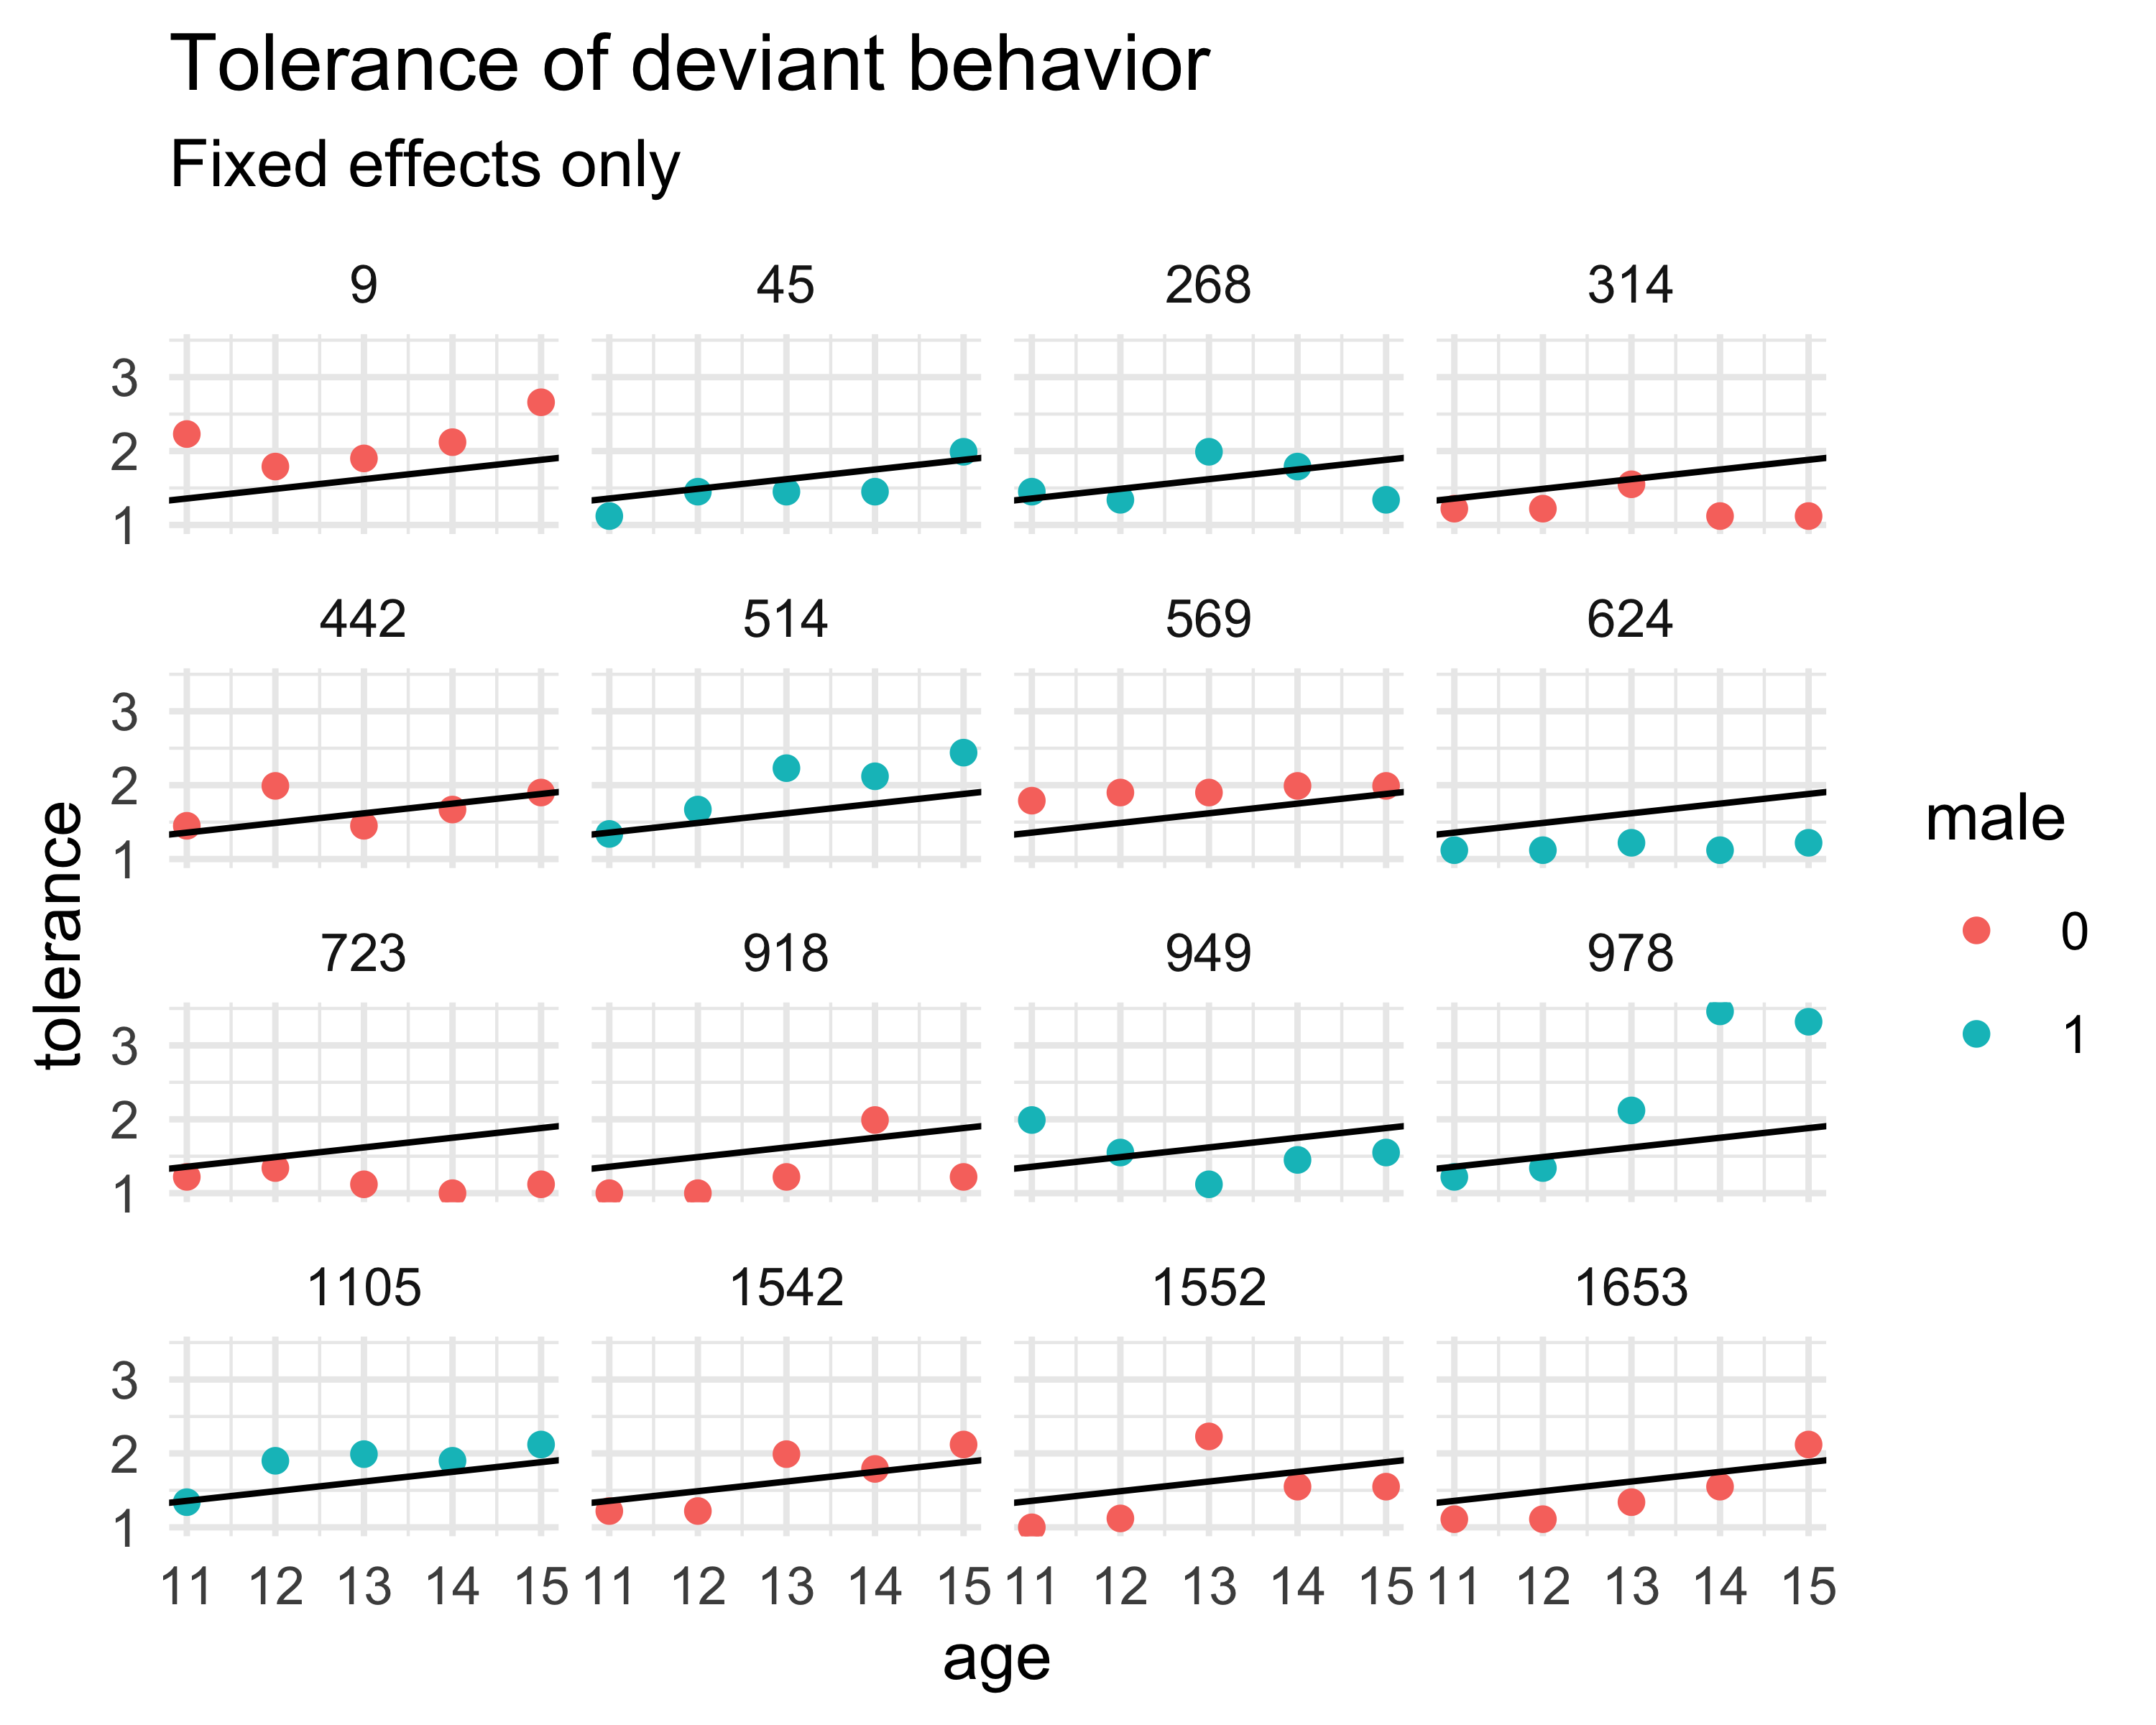 Tolerance of deviant behavior
Fixed effects only
9 45 268 314
3
2
1
442 514 569 624
3
2
1
723 918 949 978
3
2
1
1105 1542 1552 1653
3
2
1
11 12 13 14 15 11 12 13 14 15 11 12 13 14 15 11 12 13 14 15
age
tolerance
male
0
1